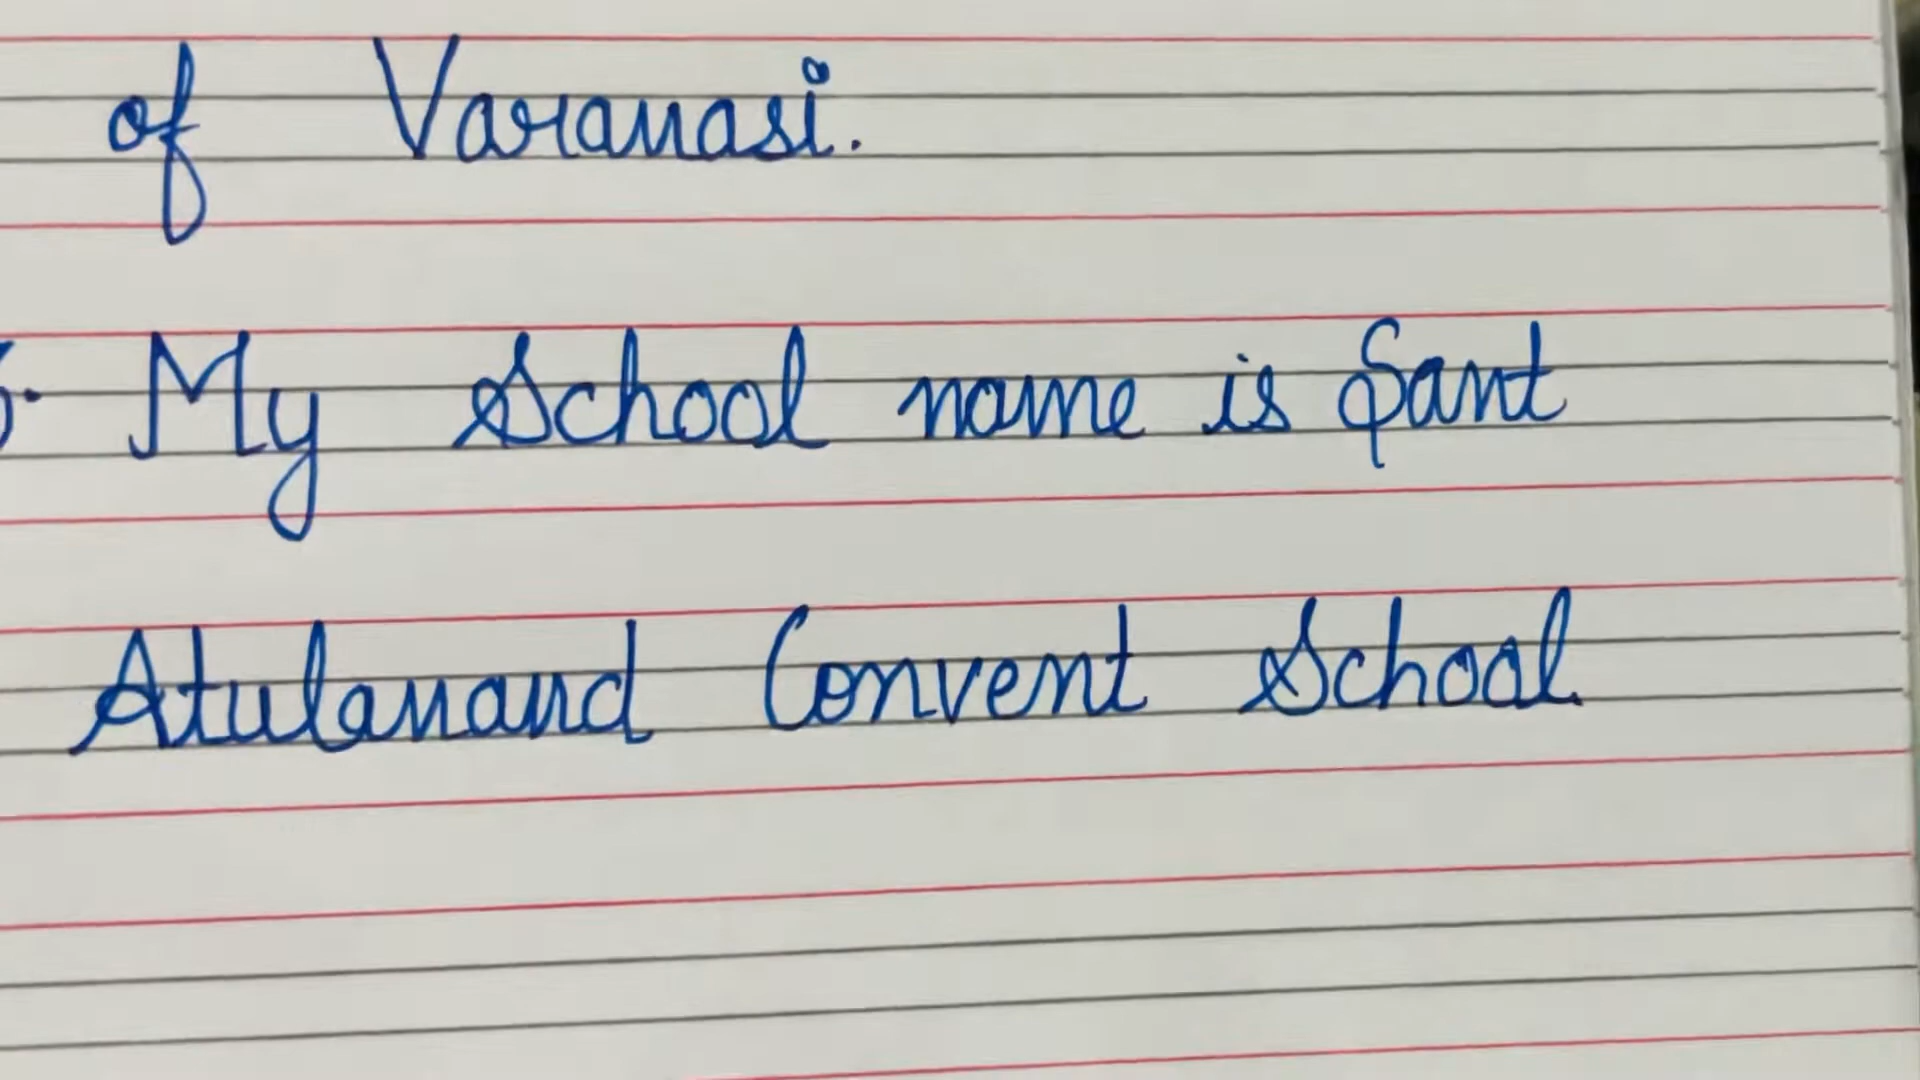 of Varanasi.
My School name is Sant
Atulanand Convent School